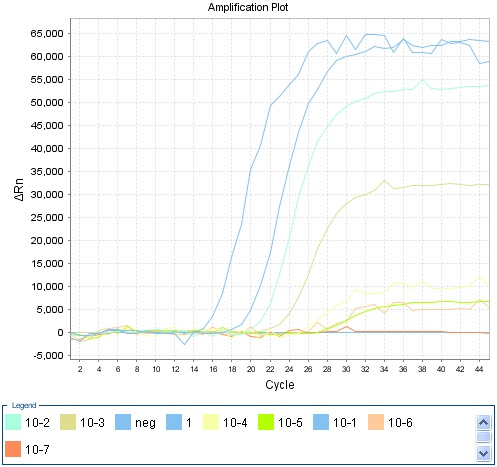 Amplification Plot
65,000
60,000
55,000
50,000
45,000
40,000
35,000
30,000
25,000
20,000
15,000
10,000
5,000
0
-5,000
ΔRn
2 4 6 8 10 12 14 16 18 20 22 24 26 28 30 32 34 36 38 40 42 44
Cycle
Legend
10-2 10-3 neg 1 10-4 10-5 10-1 10-6
10-7